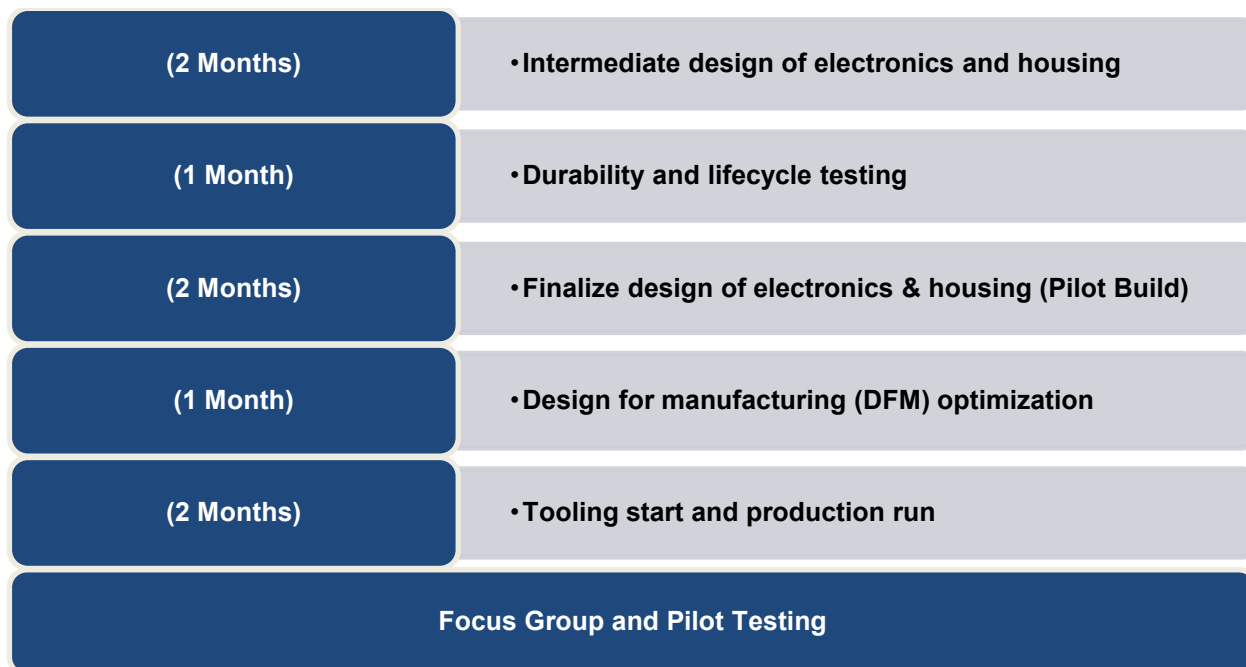 (2 Months)
•Intermediate design of electronics and housing
(1 Month)
•Durability and lifecycle testing
(2 Months)
•Finalize design of electronics & housing (Pilot Build)
(1 Month)
•Design for manufacturing (DFM) optimization
(2 Months)
•Tooling start and production run
Focus Group and Pilot Testing